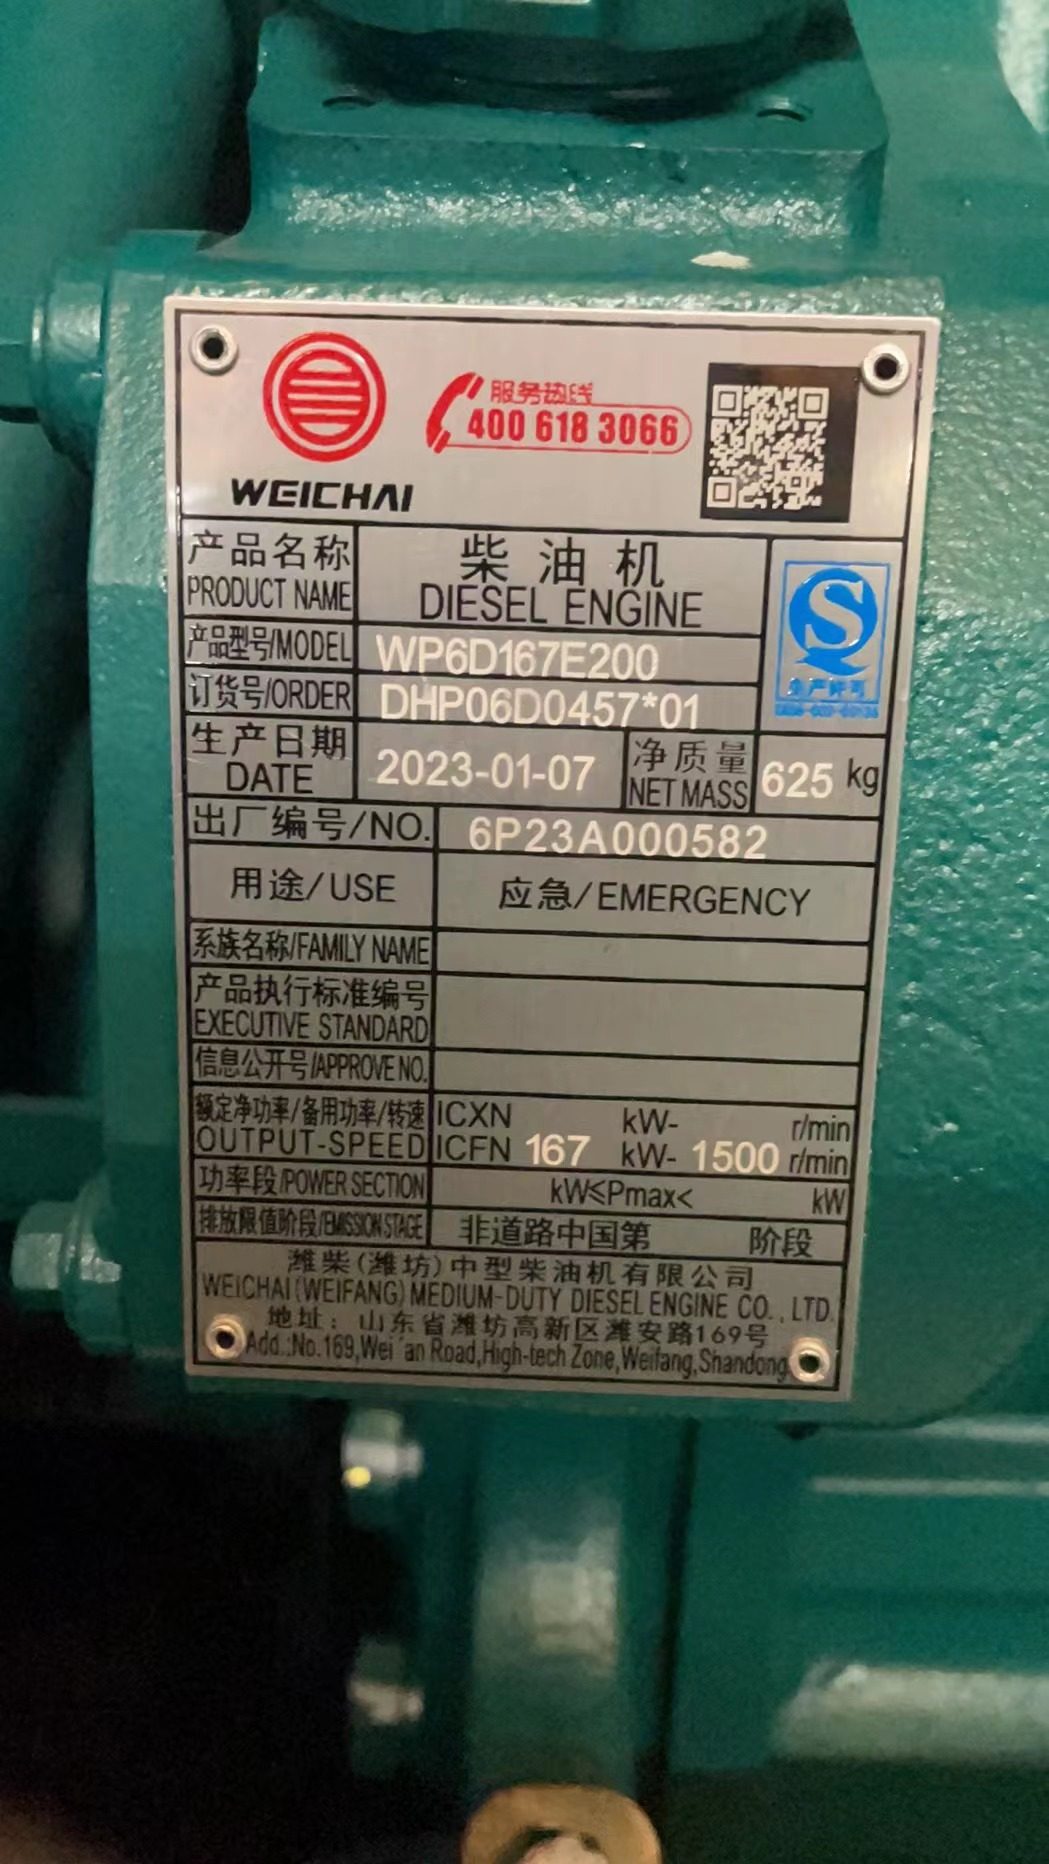 服务热线
400 618 3066
WEICHAI
产品名称 柴油机
PRODUCT NAME DIESEL ENGINE
S
生产许可
产品型号/MODEL WP6D167E200
订货号/ORDER DHP06D0457*01
生产日期 2023-01-07 净质量 625 kg
DATE NET MASS
出厂编号/NO. 6P23A000582
用途/USE 应急/EMERGENCY
系族名称/FAMILY NAME
产品执行标准编号
EXECUTIVE STANDARD
信息公开号/APPROVE NO.
额定净功率/备用功率/转速 ICXN kW- r/min
OUTPUT-SPEED ICFN 167 kW- 1500 r/min
功率段/POWER SECTION kW≤Pmax< kW
排放限值阶段/EMISSION STAGE 非道路中国第 阶段
潍柴(潍坊)中型柴油机有限公司
WEICHAI(WEIFANG) MEDIUM-DUTY DIESEL ENGINE CO., LTD.
地址: 山东省潍坊高新区潍安路169号
Add.:No.169,Wei´an Road,High-tech Zone,Weifang,Shandong